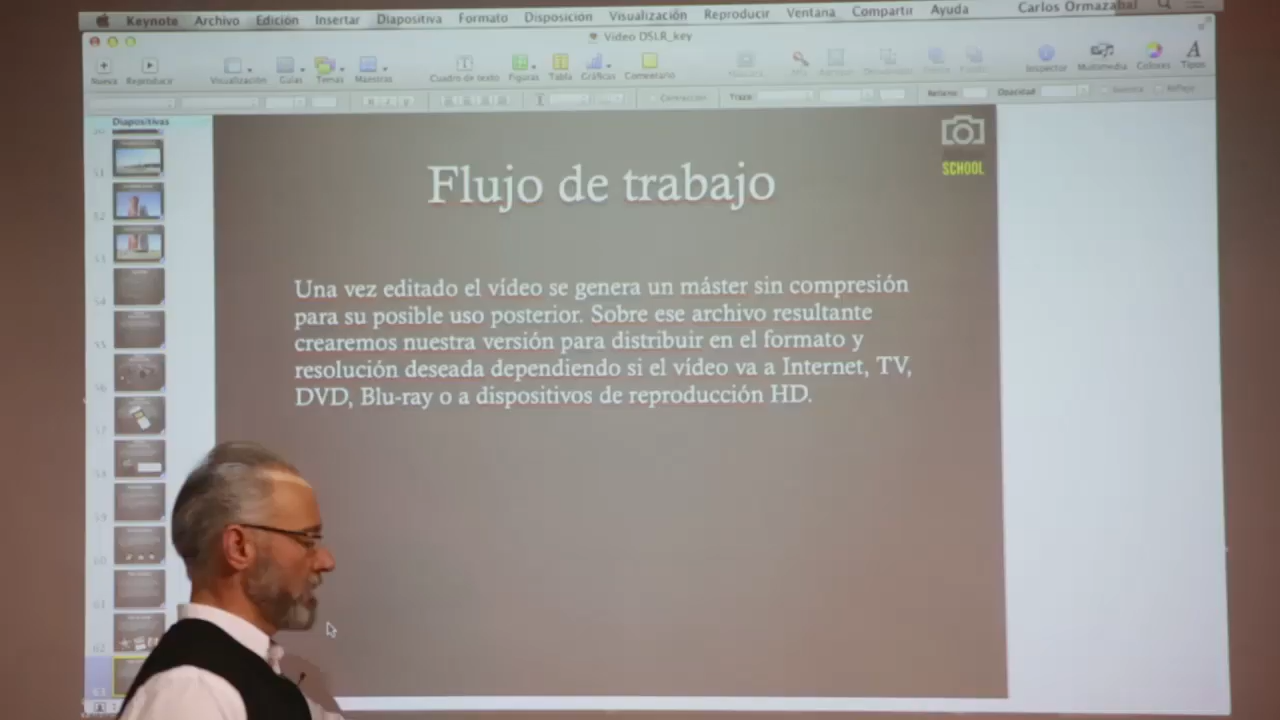 Keynote Archivo Edición Insertar Diapositiva Formato Disposición Visualización Reproducir Ventana Compartir Ayuda Carlos Ormazabal
Video DSLR_key
Nueva Reproducir Visualización Guías Temas Maestras Cuadro de texto Figuras Tabla Gráficas Comentario Inspector Multimedia Colores Tipos
Opacidad
Diapositivas
SCHOOL
Flujo de trabajo
Una vez editado el vídeo se genera un máster sin compresión
para su posible uso posterior. Sobre ese archivo resultante
crearemos nuestra versión para distribuir en el formato y
resolución deseada dependiendo si el vídeo va a Internet, TV,
DVD, Blu-ray o a dispositivos de reproducción HD.